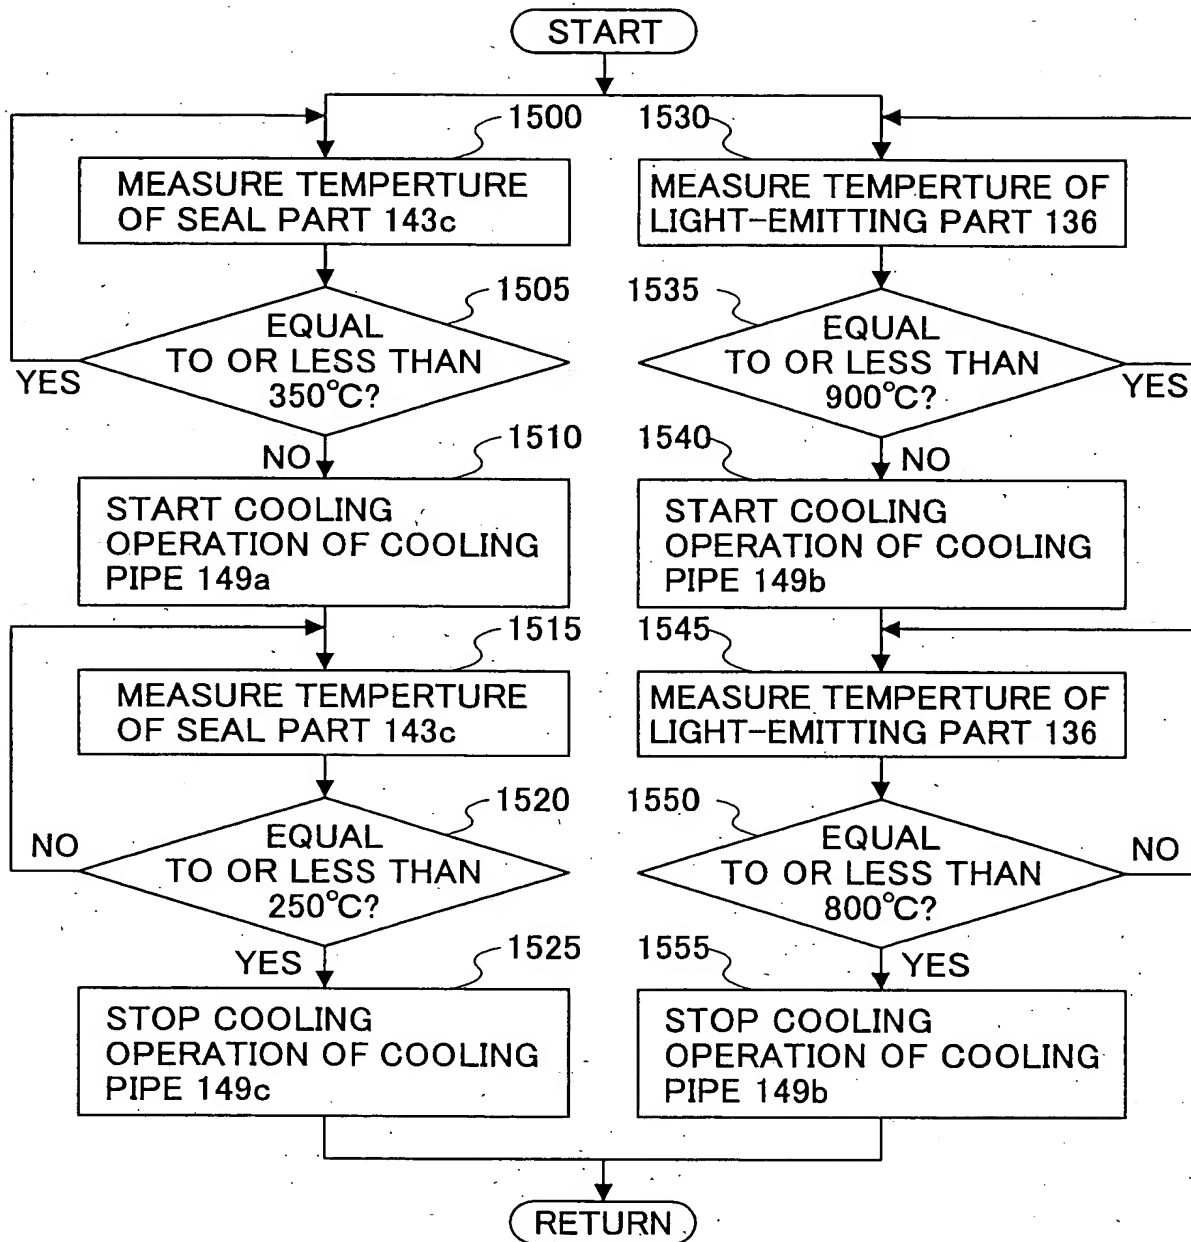 START
1500
MEASURE TEMPERTURE
OF SEAL PART 143c
1505
EQUAL
TO OR LESS THAN
350°C?
YES
NO
1510
START COOLING
OPERATION OF COOLING
PIPE 149a
1515
MEASURE TEMPERTURE
OF SEAL PART 143c
1520
EQUAL
TO OR LESS THAN
250°C?
NO
YES
1525
STOP COOLING
OPERATION OF COOLING
PIPE 149c
1530
MEASURE TEMPERTURE OF
LIGHT-EMITTING PART 136
1535
EQUAL
TO OR LESS THAN
900°C?
YES
NO
1540
START COOLING
OPERATION OF COOLING
PIPE 149b
1545
MEASURE TEMPERTURE OF
LIGHT-EMITTING PART 136
1550
EQUAL
TO OR LESS THAN
800°C?
NO
YES
1555
STOP COOLING
OPERATION OF COOLING
PIPE 149b
RETURN